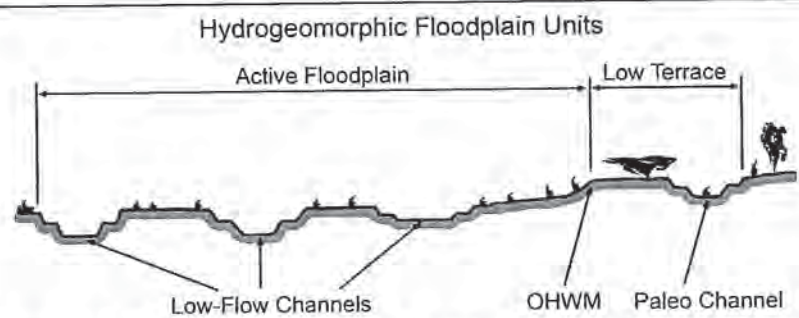 Hydrogeomorphic Floodplain Units
Active Floodplain
Low Terrace
Low-Flow Channels
OHWM
Paleo Channel